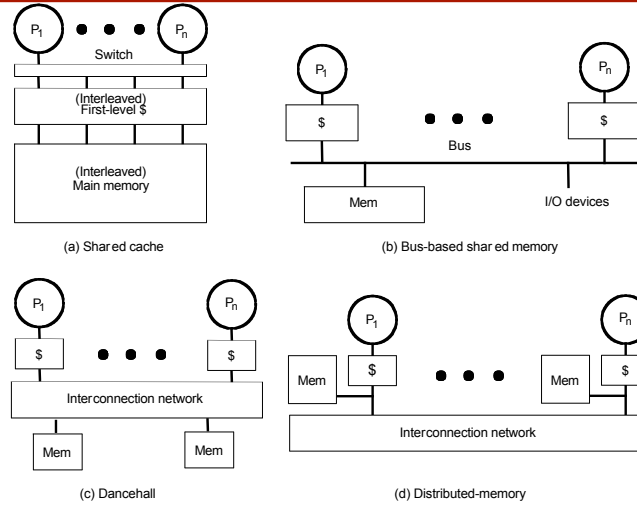 P1
Pn
Switch
(Interleaved)
First-level $
(Interleaved)
Main memory
(a) Shared cache
P1
Pn
$
$
Bus
Mem
I/O devices
(b) Bus-based shared memory
P1
Pn
$
$
Interconnection network
Mem
Mem
(c) Dancehall
P1
Pn
Mem
$
Mem
$
Interconnection network
(d) Distributed-memory